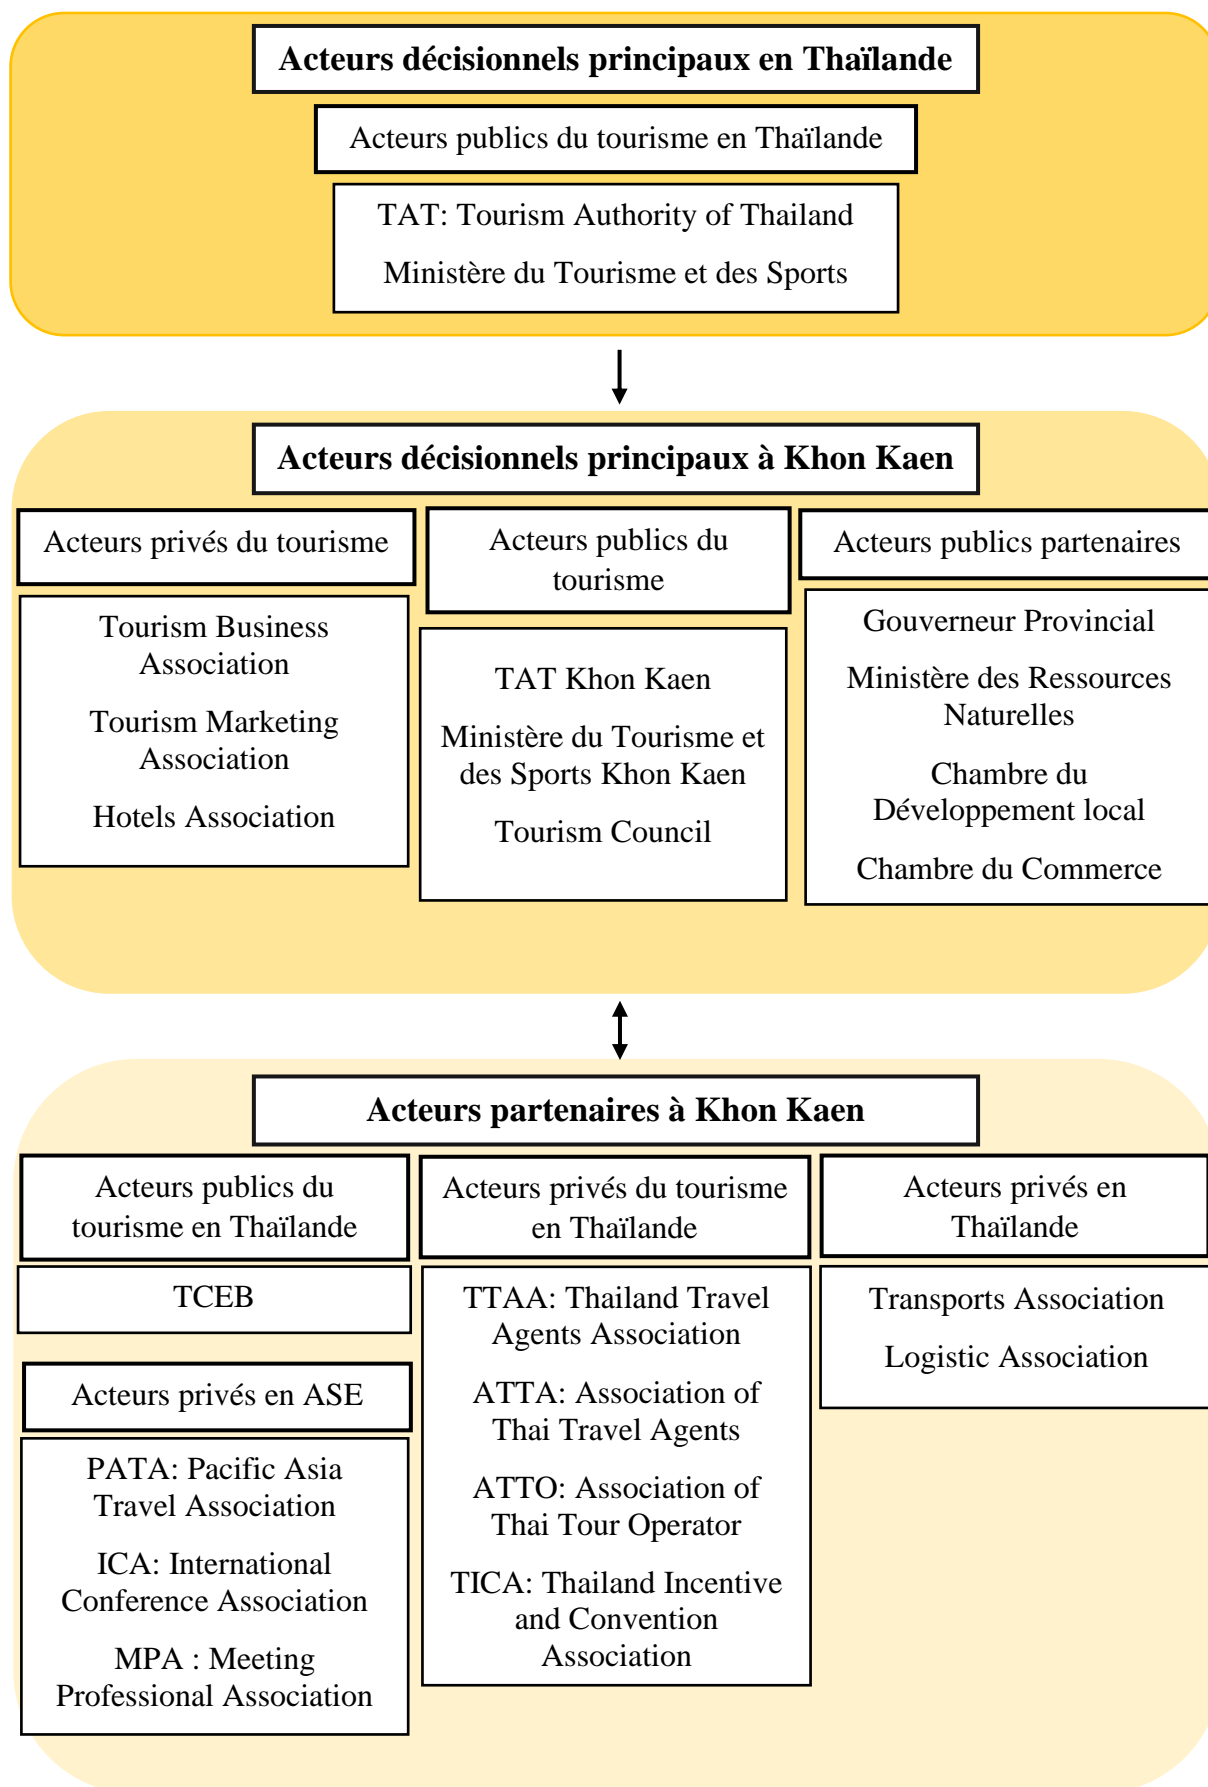 Acteurs décisionnels principaux en Thaïlande
Acteurs publics du tourisme en Thaïlande
TAT: Tourism Authority of Thailand
Ministère du Tourisme et des Sports
Acteurs décisionnels principaux à Khon Kaen
Acteurs privés du tourisme
Tourism Business
Association
Tourism Marketing
Association
Hotels Association
Acteurs publics du
tourisme
TAT Khon Kaen
Ministère du Tourisme et
des Sports Khon Kaen
Tourism Council
Acteurs publics partenaires
Gouverneur Provincial
Ministère des Ressources
Naturelles
Chambre du
Développement local
Chambre du Commerce
Acteurs partenaires à Khon Kaen
Acteurs publics du
tourisme en Thaïlande
TCEB
Acteurs privés en ASE
PATA: Pacific Asia
Travel Association
ICA: International
Conference Association
MPA : Meeting
Professional Association
Acteurs privés du tourisme
en Thaïlande
TTAA: Thailand Travel
Agents Association
ATTA: Association of
Thai Travel Agents
ATTO: Association of
Thai Tour Operator
TICA: Thailand Incentive
and Convention
Association
Acteurs privés en
Thaïlande
Transports Association
Logistic Association